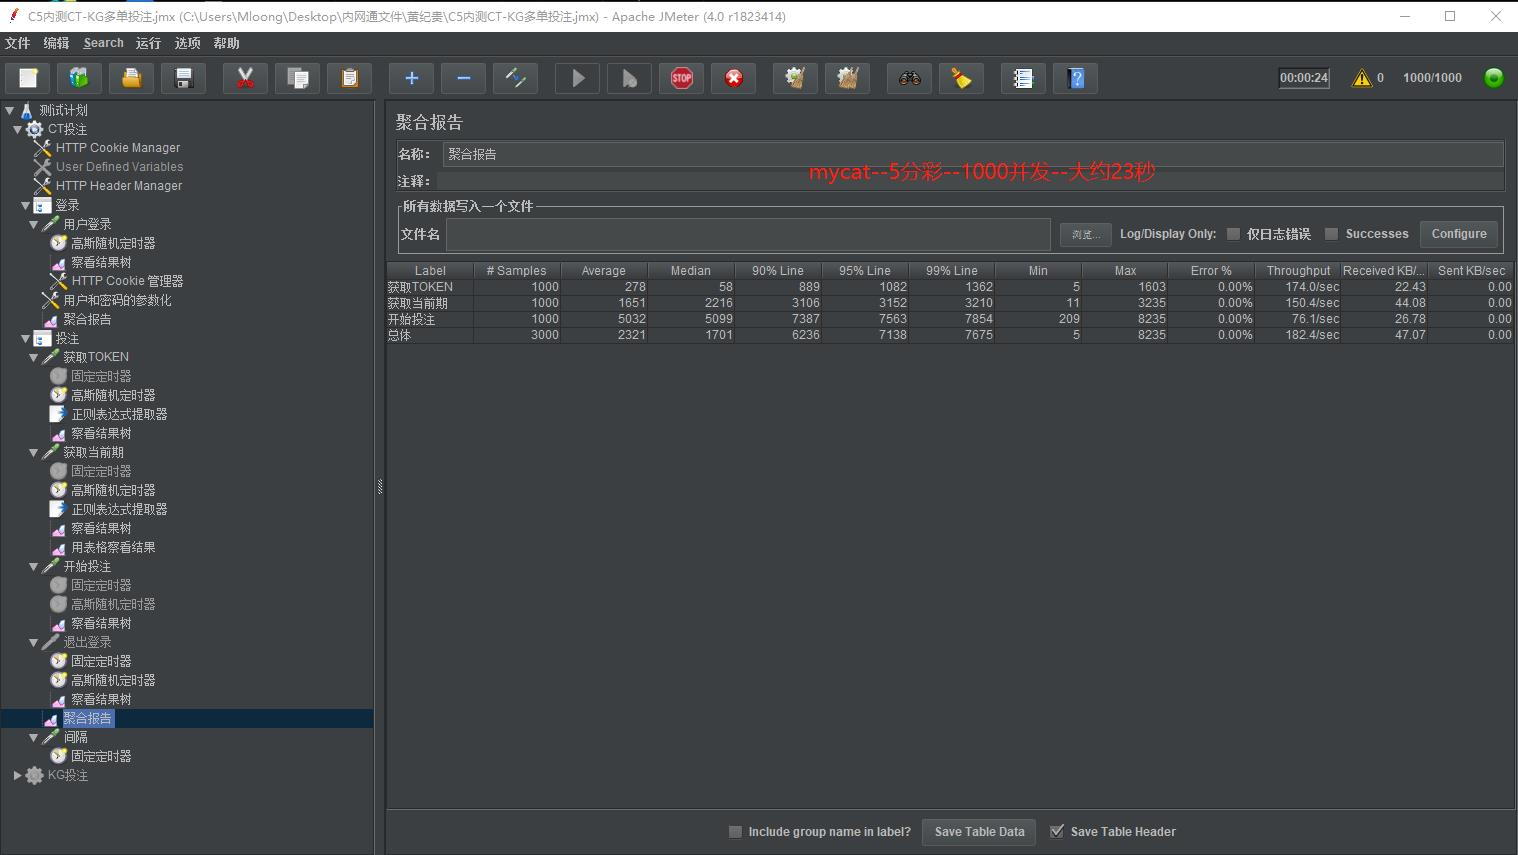 C5内测CT-KG多单投注.jmx (C:\Users\Mloong\Desktop\内网通文件\黄纪贵\C5内测CT-KG多单投注.jmx) - Apache JMeter (4.0 r1823414)
文件 编辑 Search 运行 选项 帮助
STOP
00:00:24 0 1000/1000
测试计划
CT投注
HTTP Cookie Manager
User Defined Variables
HTTP Header Manager
登录
用户登录
高斯随机定时器
察看结果树
HTTP Cookie 管理器
用户和密码的参数化
聚合报告
投注
获取TOKEN
固定定时器
高斯随机定时器
正则表达式提取器
察看结果树
获取当前期
固定定时器
高斯随机定时器
正则表达式提取器
察看结果树
用表格察看结果
开始投注
固定定时器
高斯随机定时器
察看结果树
退出登录
固定定时器
高斯随机定时器
察看结果树
聚合报告
间隔
固定定时器
KG投注
聚合报告
名称： 聚合报告
注释：
mycat--5分彩--1000并发--大约23秒
所有数据写入一个文件
文件名 浏览... Log/Display Only: 仅日志错误 Successes Configure
Label # Samples Average Median 90% Line 95% Line 99% Line Min Max Error % Throughput Received KB/... Sent KB/sec
获取TOKEN 1000 278 58 889 1082 1362 5 1603 0.00% 174.0/sec 22.43 0.00
获取当前期 1000 1651 2216 3106 3152 3210 11 3235 0.00% 150.4/sec 44.08 0.00
开始投注 1000 5032 5099 7387 7563 7854 209 8235 0.00% 76.1/sec 26.78 0.00
总体 3000 2321 1701 6236 7138 7675 5 8235 0.00% 182.4/sec 47.07 0.00
Include group name in label? Save Table Data Save Table Header